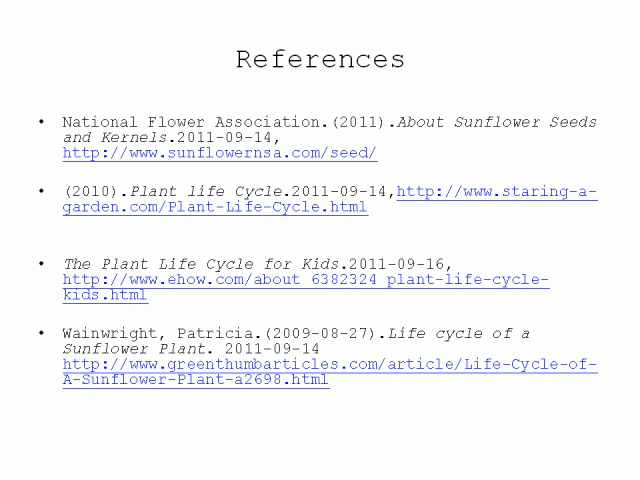 References
• National Flower Association.(2011).About Sunflower Seeds
and Kernels.2011-09-14,
http://www.sunflowernsa.com/seed/
• (2010).Plant life Cycle.2011-09-14,http://www.staring-a-
garden.com/Plant-Life-Cycle.html
• The Plant Life Cycle for Kids.2011-09-16,
http://www.ehow.com/about_6382324_plant-life-cycle-
kids.html
• Wainwright, Patricia.(2009-08-27).Life cycle of a
Sunflower Plant. 2011-09-14
http://www.greenthumbarticles.com/article/Life-Cycle-of-
A-Sunflower-Plant-a2698.html